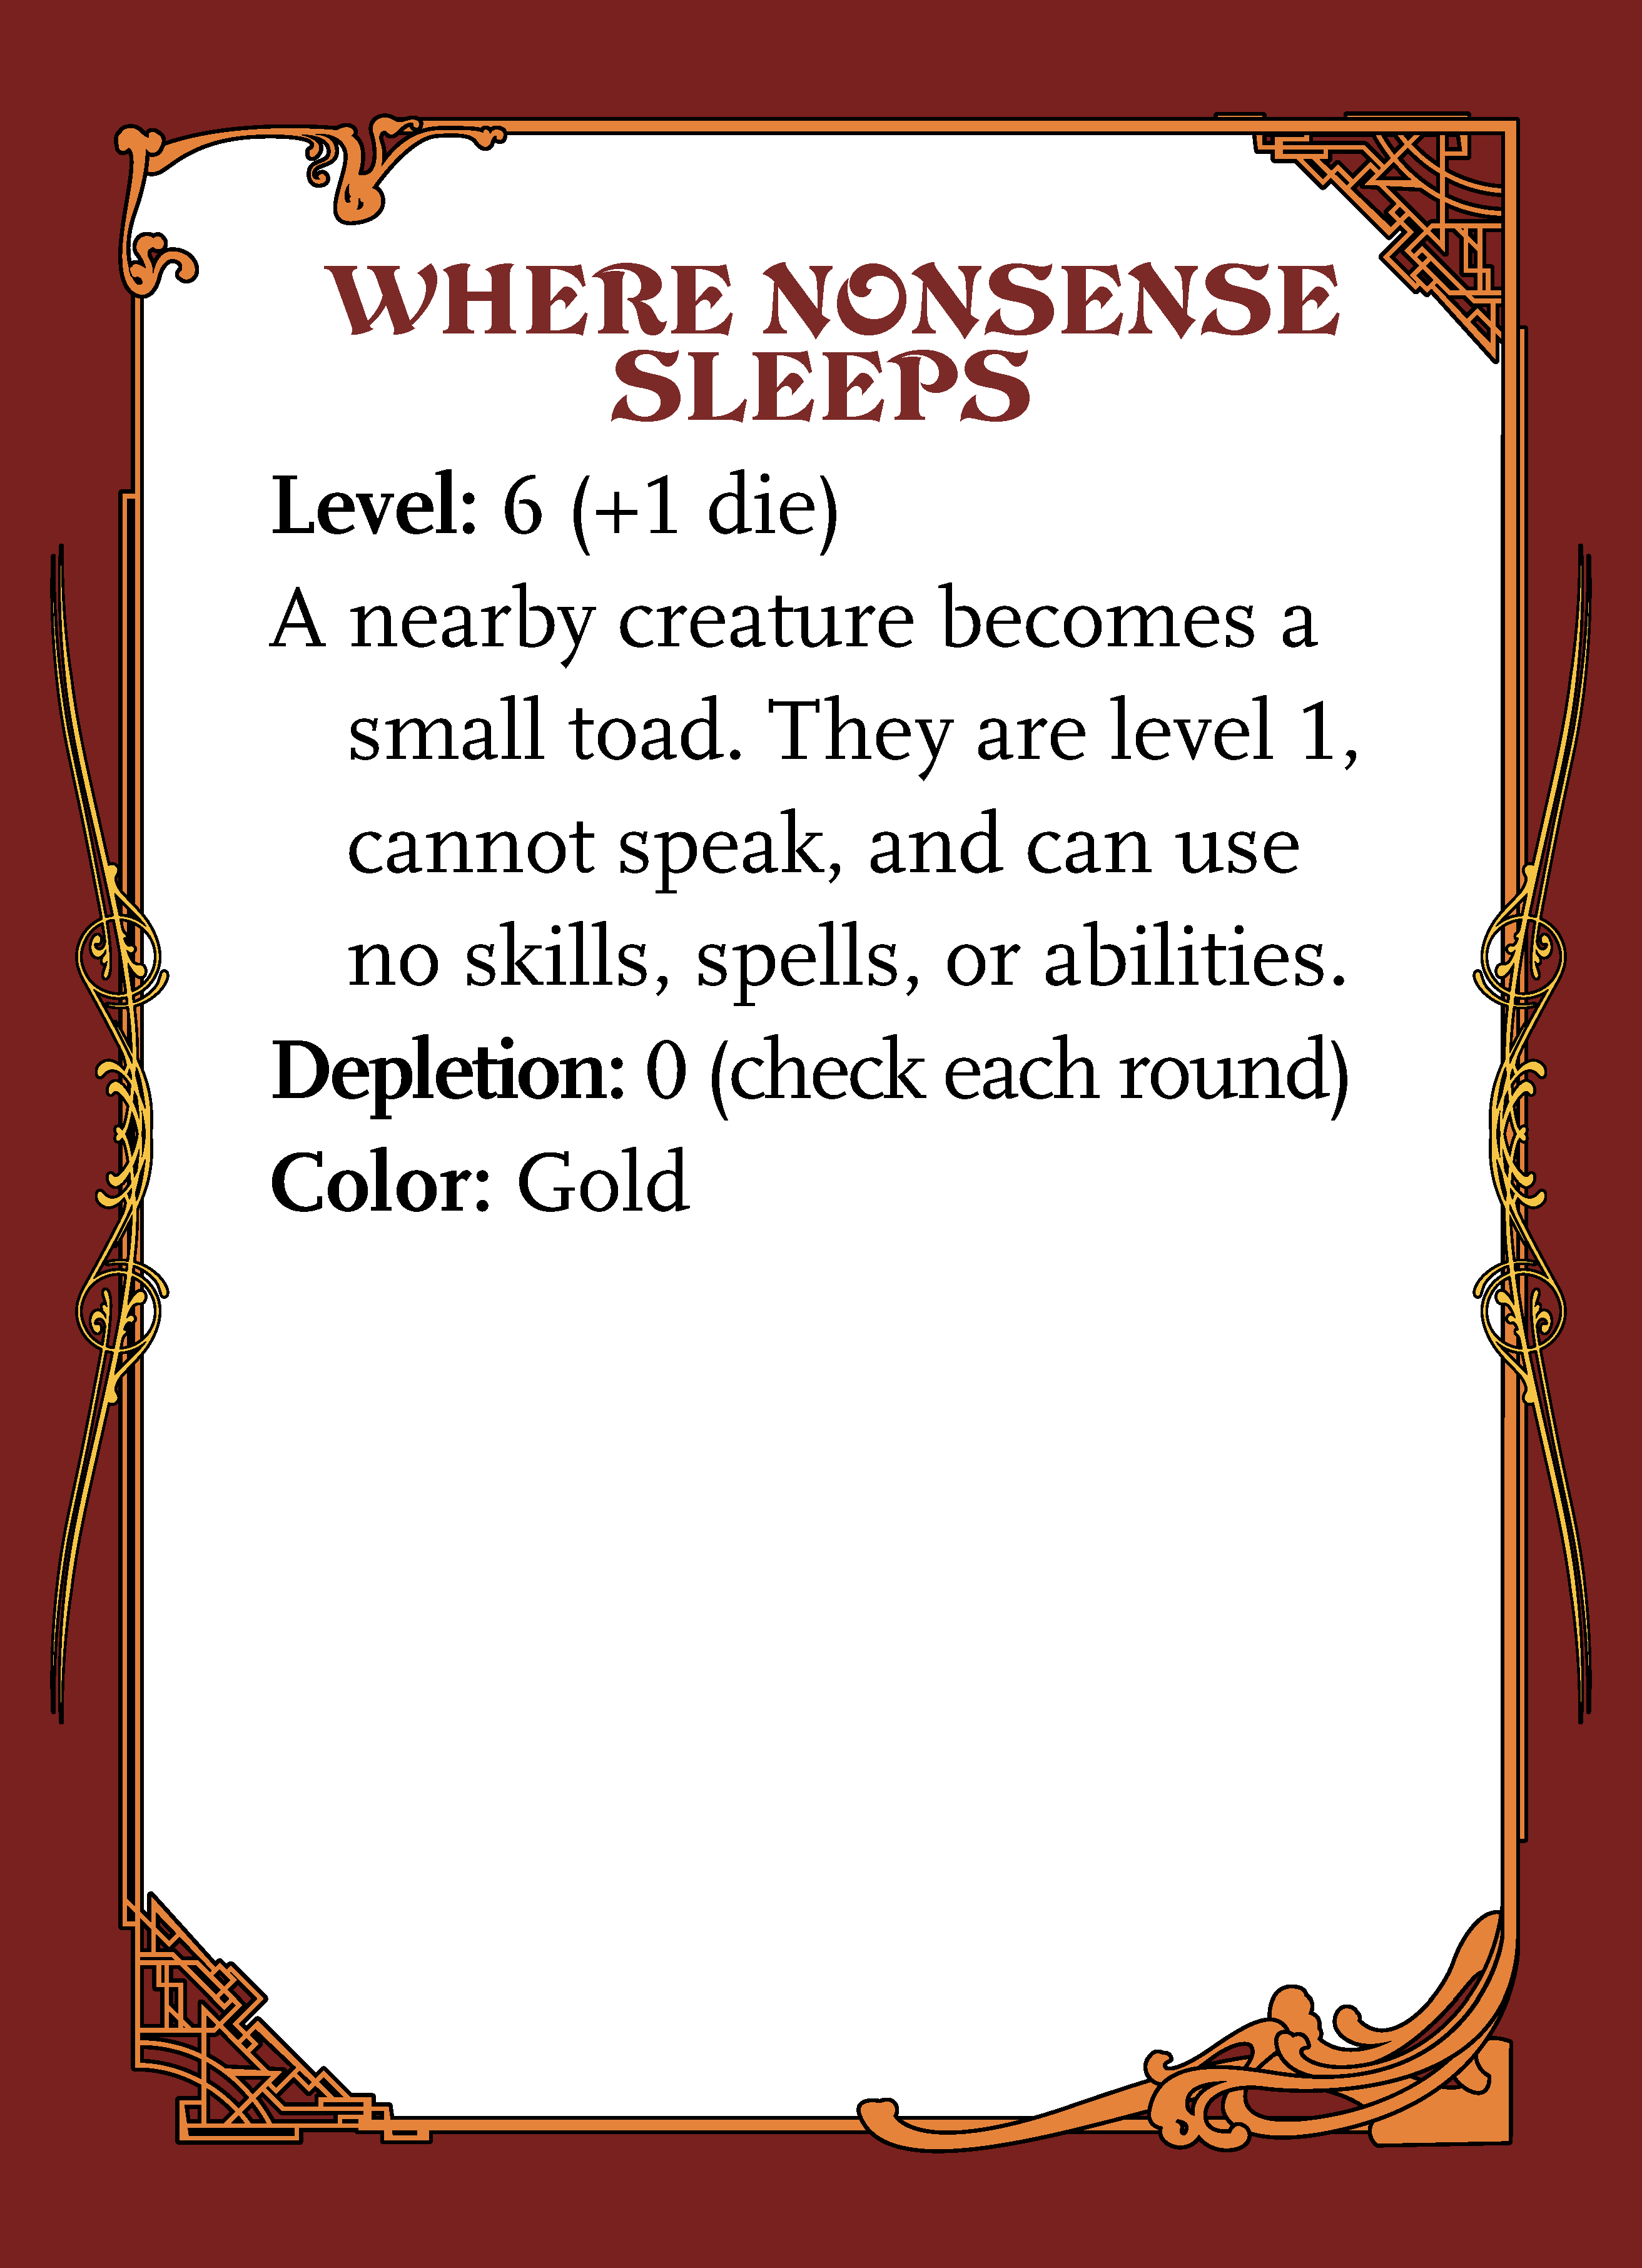 WHERE NONSENSE
SLEEPS
Level: 6 (+1 die)
A nearby creature becomes a
small toad. They are level 1,
cannot speak, and can use
no skills, spells, or abilities.
Depletion: 0 (check each round)
Color: Gold